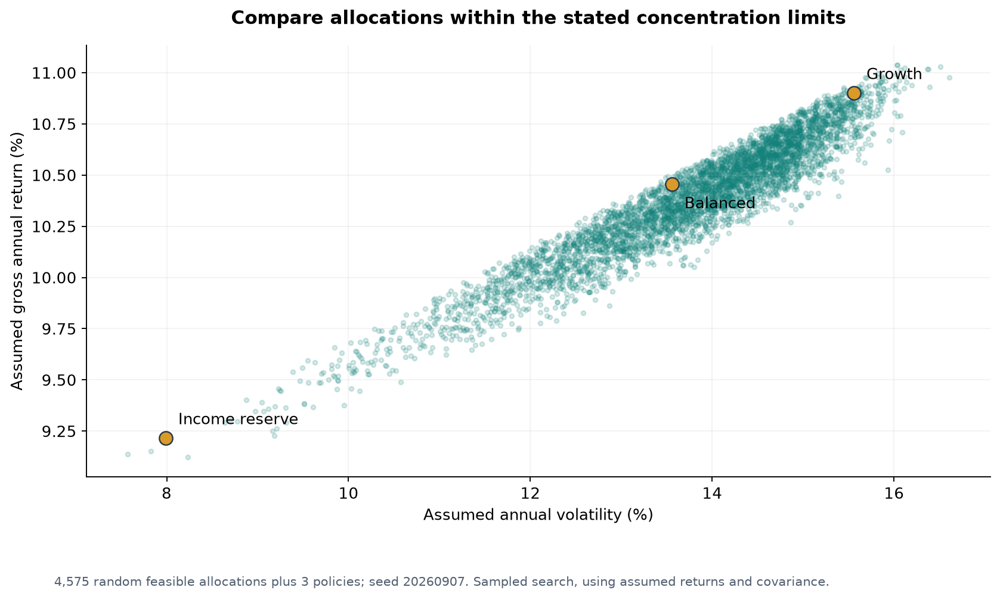 Compare allocations within the stated concentration limits
Assumed gross annual return (%)
11.00
10.75
10.50
10.25
10.00
9.75
9.50
9.25
Growth
Balanced
Income reserve
8 10 12 14 16
Assumed annual volatility (%)
4,575 random feasible allocations plus 3 policies; seed 20260907. Sampled search, using assumed returns and covariance.